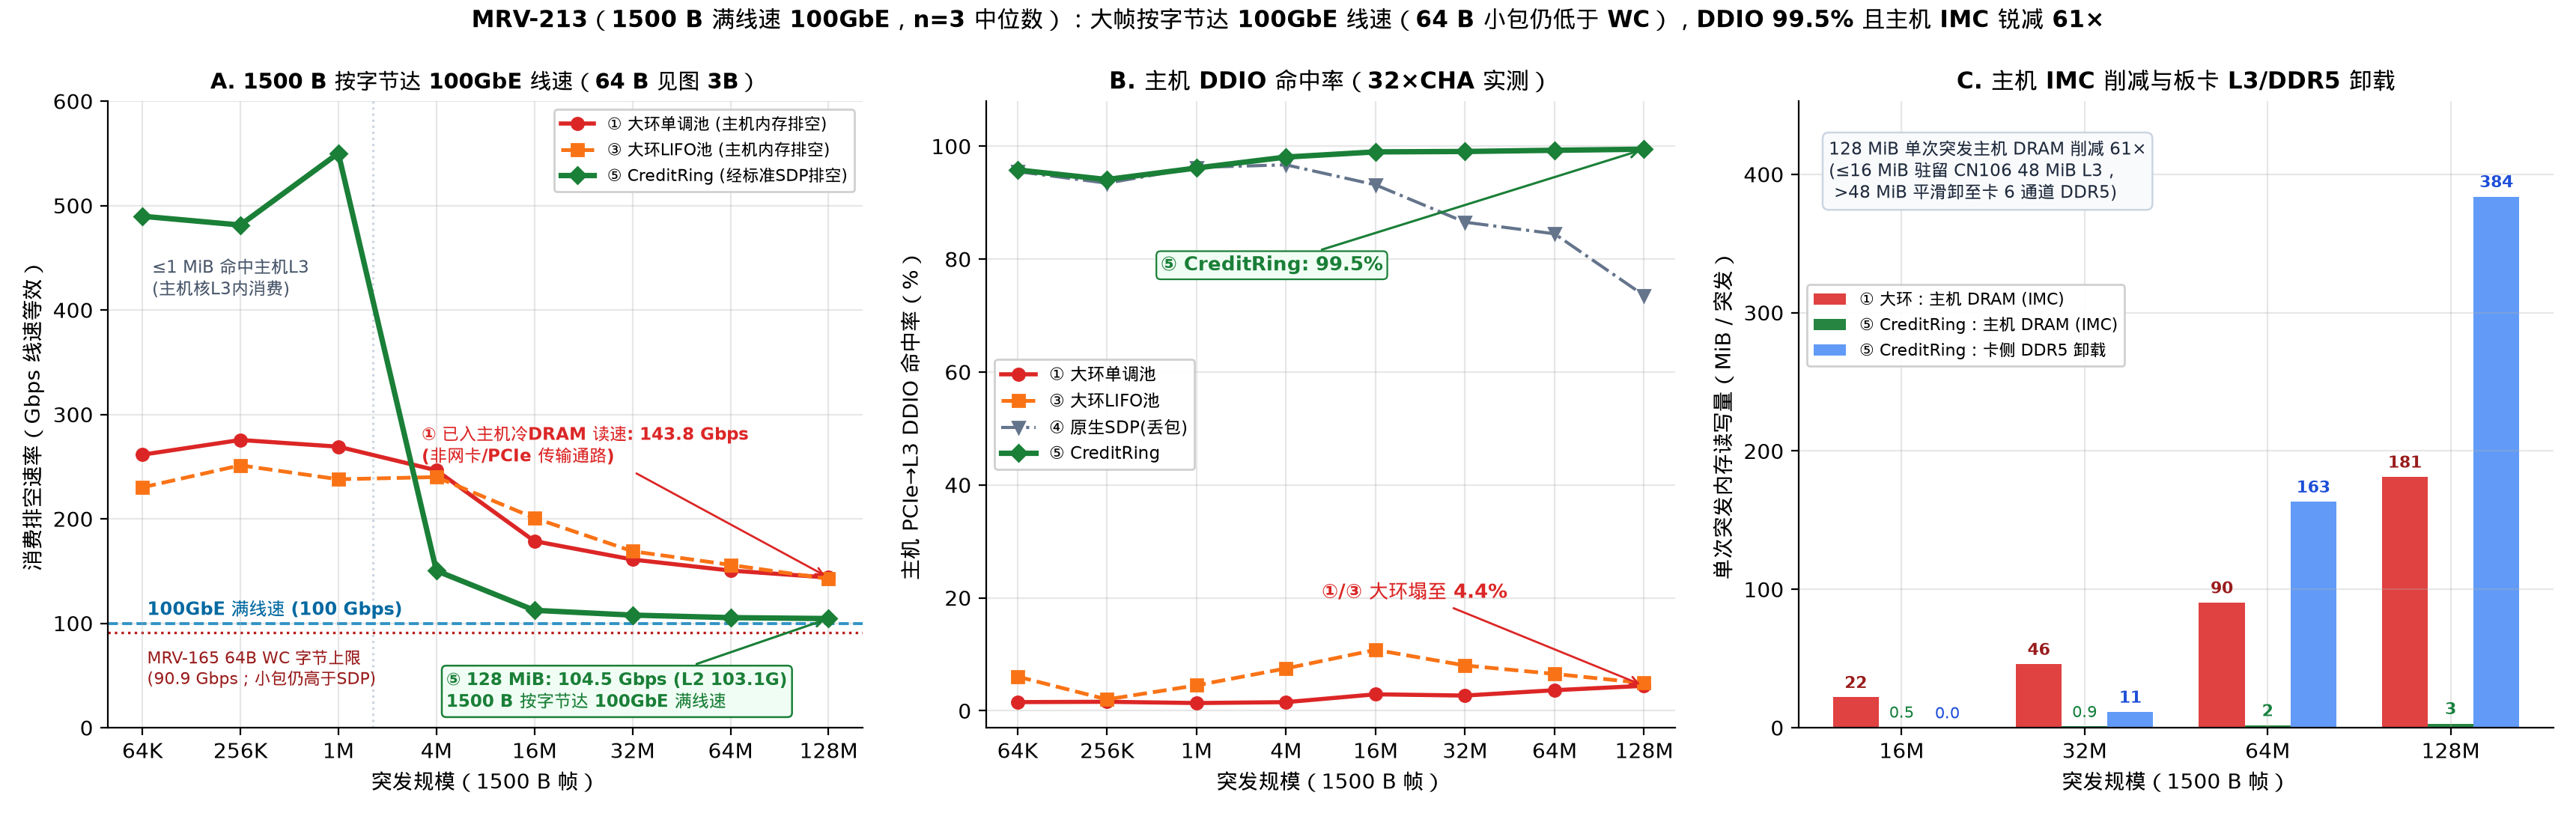 MRV-213（1500 B 满线速 100GbE，n=3 中位数）：大帧按字节达 100GbE 线速（64 B 小包仍低于 WC），DDIO 99.5% 且主机 IMC 锐减 61×
A. 1500 B 按字节达 100GbE 线速（64 B 见图 3B）
消费排空速率（Gbps 线速等效）
600
500
400
300
200
100
0
① 大环单调池 (主机内存排空)
③ 大环LIFO池 (主机内存排空)
⑤ CreditRing (经标准SDP排空)
≤1 MiB 命中主机L3
(主机核L3内消费)
① 已入主机冷DRAM 读速: 143.8 Gbps
(非网卡/PCIe 传输通路)
100GbE 满线速 (100 Gbps)
MRV-165 64B WC 字节上限
(90.9 Gbps；小包仍高于SDP)
⑤ 128 MiB: 104.5 Gbps (L2 103.1G)
1500 B 按字节达 100GbE 满线速
64K 256K 1M 4M 16M 32M 64M 128M
突发规模（1500 B 帧）
B. 主机 DDIO 命中率（32×CHA 实测）
主机 PCIe→L3 DDIO 命中率（%）
100
80
60
40
20
0
⑤ CreditRing: 99.5%
① 大环单调池
③ 大环LIFO池
④ 原生SDP(丢包)
⑤ CreditRing
①/③ 大环塌至 4.4%
64K 256K 1M 4M 16M 32M 64M 128M
突发规模（1500 B 帧）
C. 主机 IMC 削减与板卡 L3/DDR5 卸载
单次突发内存读写量（MiB / 突发）
400
300
200
100
0
128 MiB 单次突发主机 DRAM 削减 61×
(≤16 MiB 驻留 CN106 48 MiB L3，
>48 MiB 平滑卸至卡 6 通道 DDR5)
① 大环：主机 DRAM (IMC)
⑤ CreditRing：主机 DRAM (IMC)
⑤ CreditRing：卡侧 DDR5 卸载
22 0.5 0.0
46 0.9 11
90 2 163
181 3 384
16M 32M 64M 128M
突发规模（1500 B 帧）